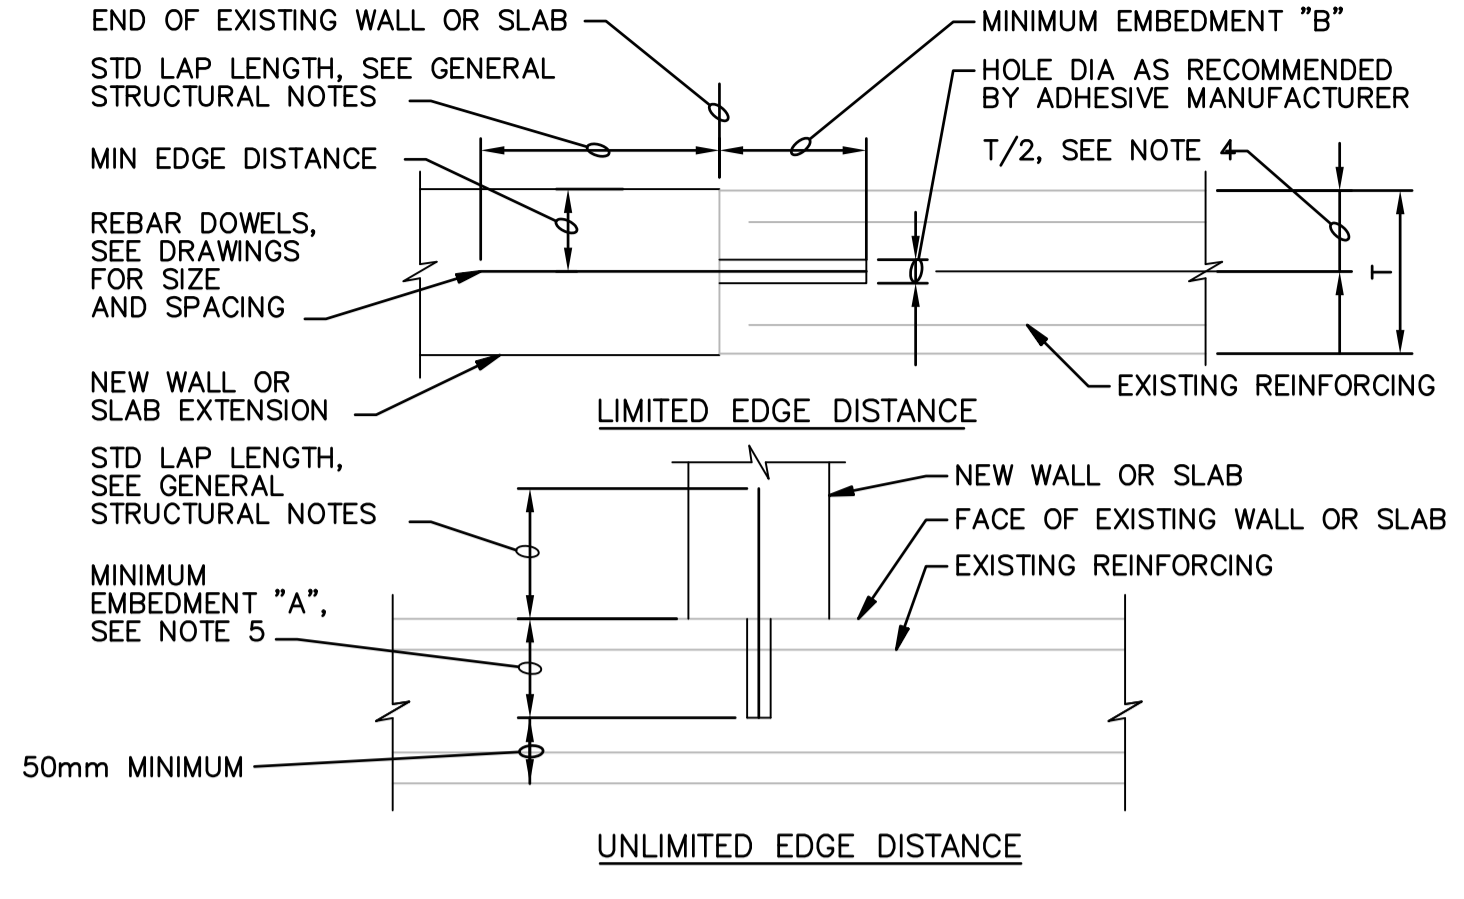 END OF EXISTING WALL OR SLAB
STD LAP LENGTH, SEE GENERAL
STRUCTURAL NOTES
MIN EDGE DISTANCE
REBAR DOWELS,
SEE DRAWINGS
FOR SIZE
AND SPACING
NEW WALL OR
SLAB EXTENSION
MINIMUM EMBEDMENT "B"
HOLE DIA AS RECOMMENDED
BY ADHESIVE MANUFACTURER
T/2, SEE NOTE 4
T
EXISTING REINFORCING
LIMITED EDGE DISTANCE
STD LAP LENGTH,
SEE GENERAL
STRUCTURAL NOTES
MINIMUM
EMBEDMENT "A",
SEE NOTE 5
50mm MINIMUM
NEW WALL OR SLAB
FACE OF EXISTING WALL OR SLAB
EXISTING REINFORCING
UNLIMITED EDGE DISTANCE